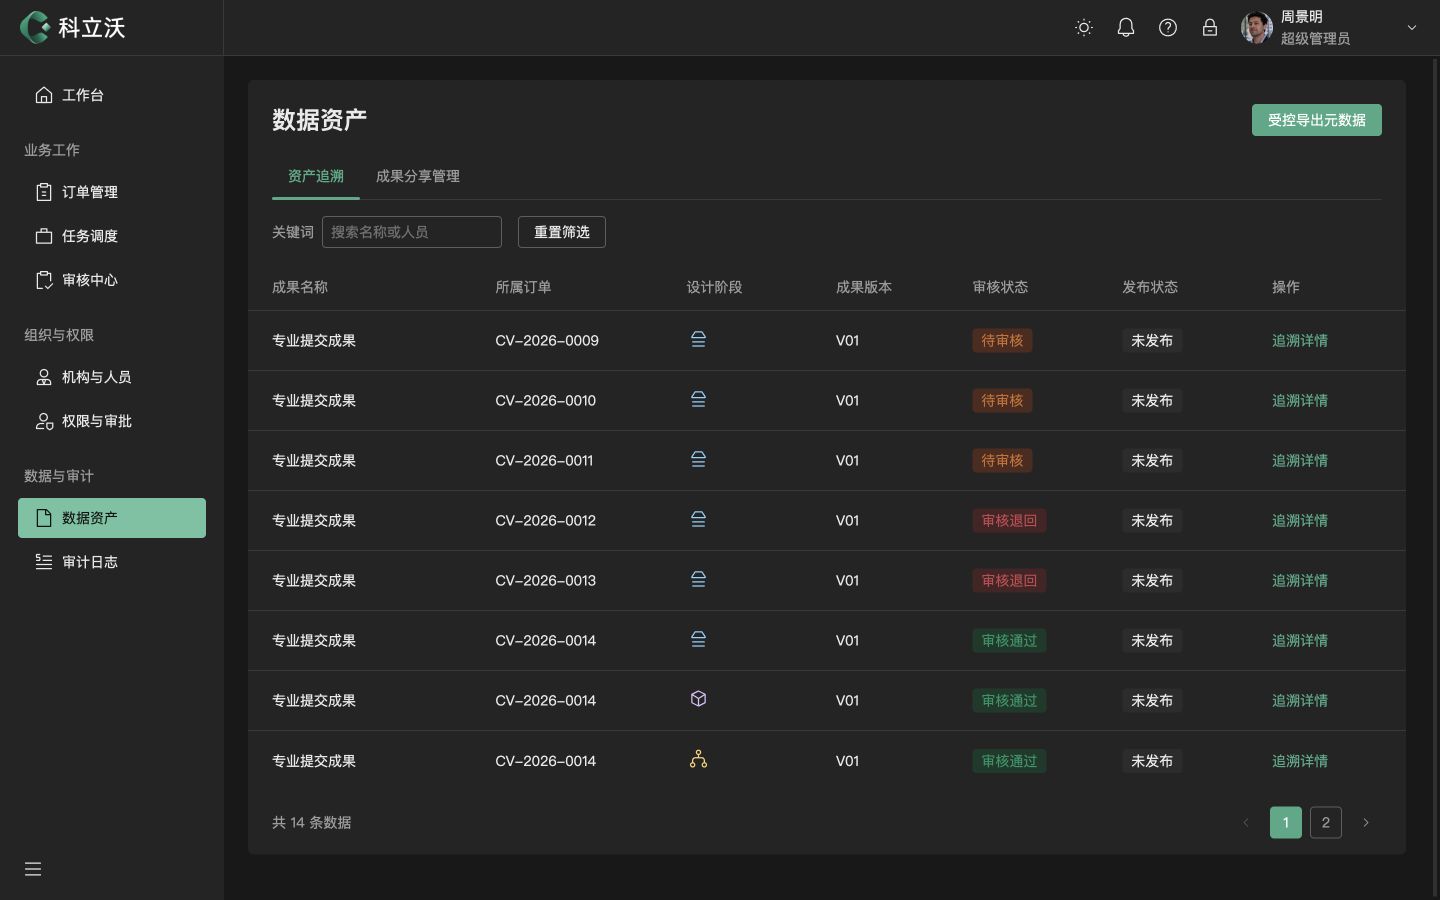 科立沃
周景明
超级管理员
工作台
业务工作
订单管理
任务调度
审核中心
组织与权限
机构与人员
权限与审批
数据与审计
数据资产
审计日志
数据资产
受控导出元数据
资产追溯 成果分享管理
关键词 搜索名称或人员 重置筛选
成果名称 所属订单 设计阶段 成果版本 审核状态 发布状态 操作
专业提交成果 CV-2026-0009 V01 待审核 未发布 追溯详情
专业提交成果 CV-2026-0010 V01 待审核 未发布 追溯详情
专业提交成果 CV-2026-0011 V01 待审核 未发布 追溯详情
专业提交成果 CV-2026-0012 V01 审核退回 未发布 追溯详情
专业提交成果 CV-2026-0013 V01 审核退回 未发布 追溯详情
专业提交成果 CV-2026-0014 V01 审核通过 未发布 追溯详情
专业提交成果 CV-2026-0014 V01 审核通过 未发布 追溯详情
专业提交成果 CV-2026-0014 V01 审核通过 未发布 追溯详情
共 14 条数据
1 2